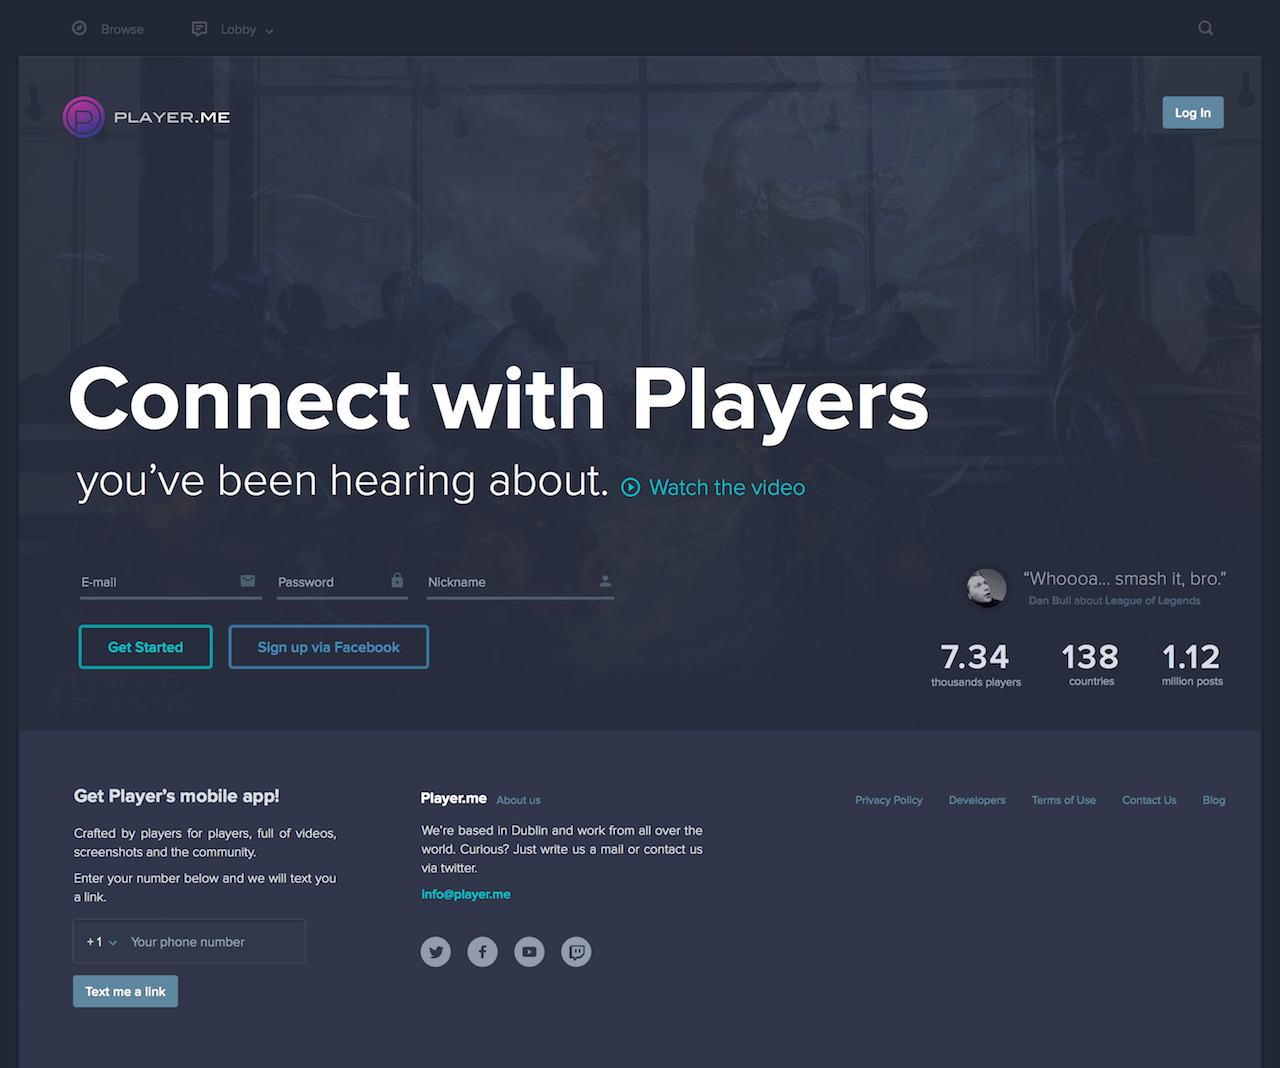 Browse
Lobby
PLAYER.ME
Log In
Connect with Players
you’ve been hearing about.
Watch the video
E-mail
Password
Nickname
Get Started
Sign up via Facebook
LEAGUE OF
LEGENDS
“Whoooa... smash it, bro.”
Dan Bull about League of Legends
7.34
thousands players
138
countries
1.12
million posts
Get Player’s mobile app!
Crafted by players for players, full of videos,
screenshots and the community.
Enter your number below and we will text you
a link.
+1
Your phone number
Text me a link
Player.me About us
We’re based in Dublin and work from all over the
world. Curious? Just write us a mail or contact us
via twitter.
info@player.me
Privacy Policy
Developers
Terms of Use
Contact Us
Blog